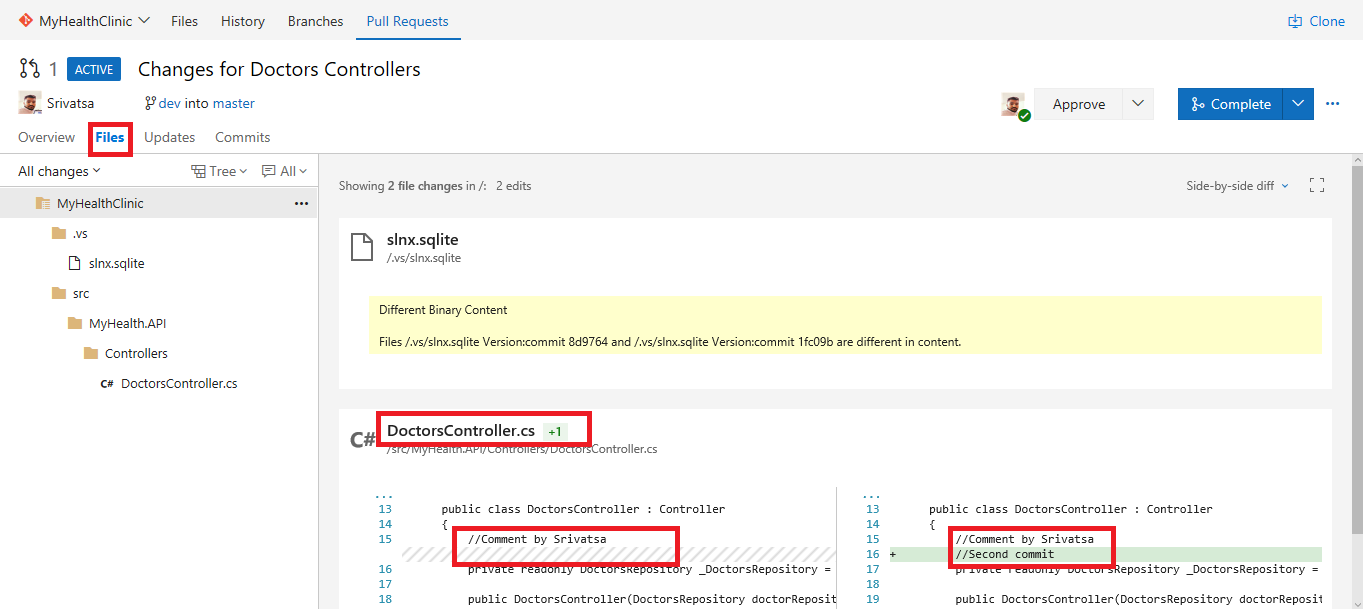 MyHealthClinic Files History Branches Pull Requests Clone
1 ACTIVE Changes for Doctors Controllers
Srivatsa dev into master
Approve Complete
Overview Files Updates Commits
All changes Tree All
Showing 2 file changes in /: 2 edits
Side-by-side diff
MyHealthClinic
.vs
slnx.sqlite
src
MyHealth.API
Controllers
C# DoctorsController.cs
slnx.sqlite
/.vs/slnx.sqlite
Different Binary Content
Files /.vs/slnx.sqlite Version:commit 8d9764 and /.vs/slnx.sqlite Version:commit 1fc09b are different in content.
C# DoctorsController.cs +1
/src/MyHealth.API/Controllers/DoctorsController.cs
...
13 public class DoctorsController : Controller
14 {
15 //Comment by Srivatsa
16 private readonly DoctorsRepository _DoctorsRepository =
17
18 public DoctorsController(DoctorsRepository doctorReposit
...
13 public class DoctorsController : Controller
14 {
15 //Comment by Srivatsa
16 + //Second commit
17 private readonly DoctorsRepository _DoctorsRepository =
18
19 public DoctorsController(DoctorsRepository doctorReposit